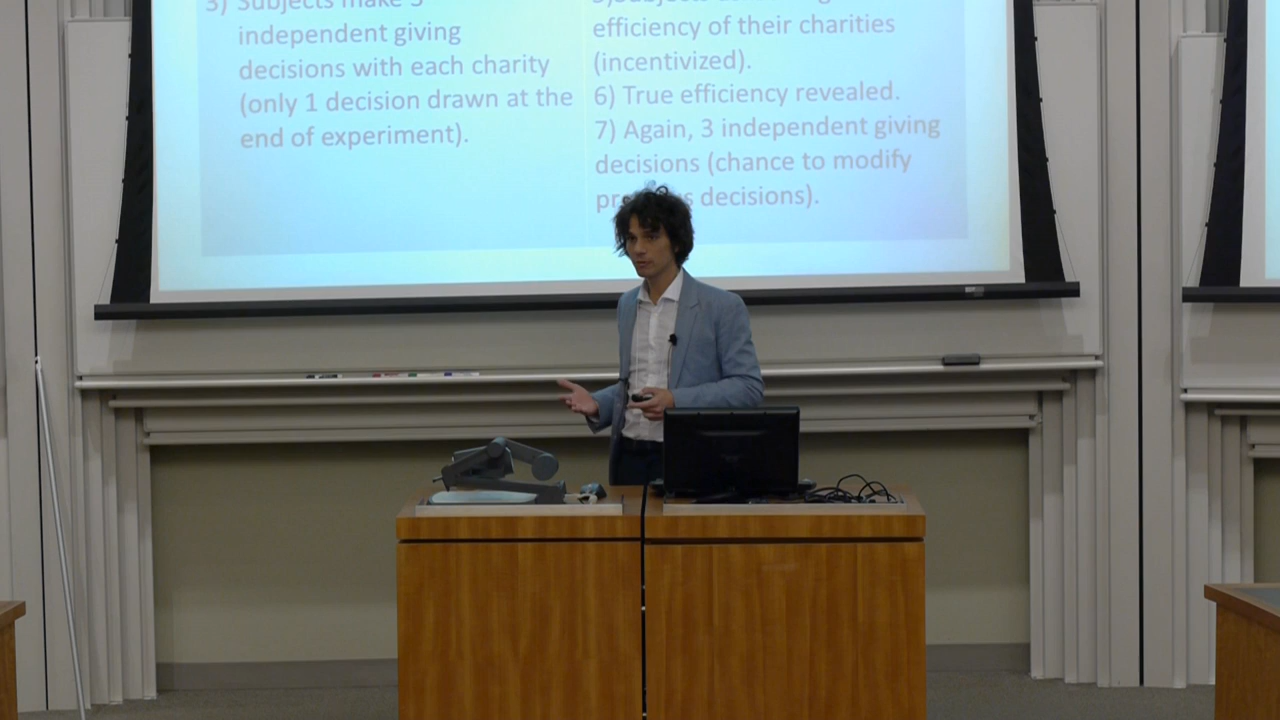 3) Subjects make 3
independent giving
decisions with each charity
(only 1 decision drawn at the
end of experiment).
efficiency of their charities
(incentivized).
6) True efficiency revealed.
7) Again, 3 independent giving
decisions (chance to modify
decisions).